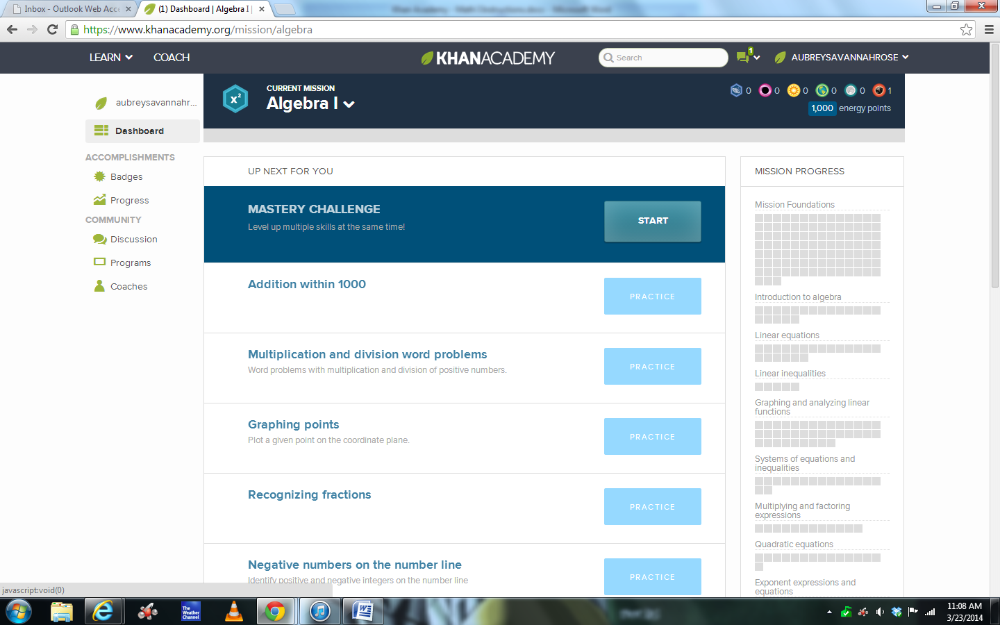 Inbox - Outlook Web Acce
(1) Dashboard | Algebra I |
https://www.khanacademy.org/mission/algebra
LEARN
COACH
KHANACADEMY
Search
1
AUBREYSAVANNAHROSE
aubreysavannahr...
Dashboard
ACCOMPLISHMENTS
Badges
Progress
COMMUNITY
Discussion
Programs
Coaches
x²
CURRENT MISSION
Algebra I
0 0 0 0 0 1
1,000 energy points
UP NEXT FOR YOU
MASTERY CHALLENGE
Level up multiple skills at the same time!
START
Addition within 1000
PRACTICE
Multiplication and division word problems
Word problems with multiplication and division of positive numbers.
PRACTICE
Graphing points
Plot a given point on the coordinate plane.
PRACTICE
Recognizing fractions
PRACTICE
Negative numbers on the number line
Identify positive and negative integers on the number line
PRACTICE
MISSION PROGRESS
Mission Foundations
Introduction to algebra
Linear equations
Linear inequalities
Graphing and analyzing linear
functions
Systems of equations and
inequalities
Multiplying and factoring
expressions
Quadratic equations
Exponent expressions and
equations
javascript:void(0)
The
Weather
Channel
11:08 AM
3/23/2014